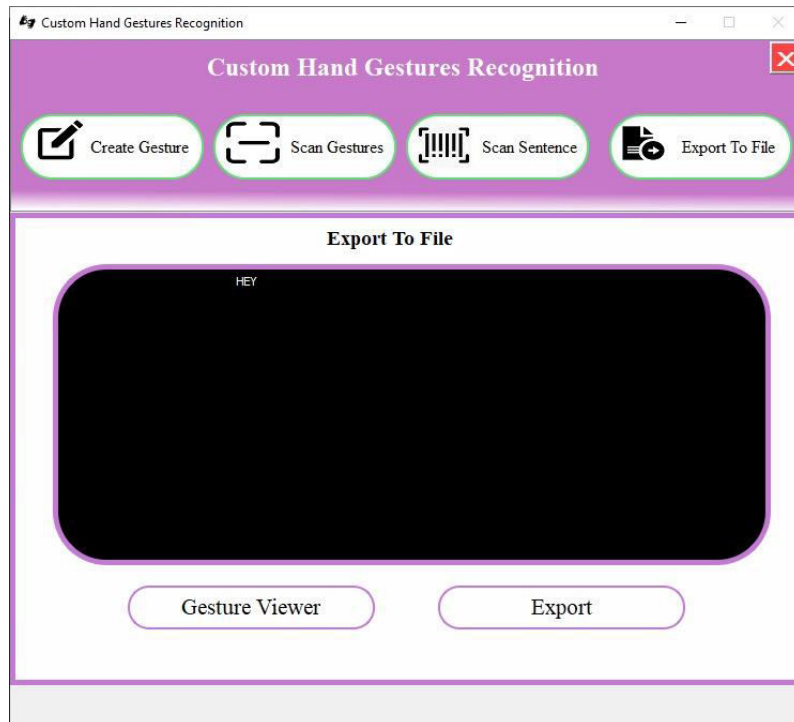 Custom Hand Gestures Recognition
Custom Hand Gestures Recognition
Create Gesture
Scan Gestures
Scan Sentence
Export To File
Export To File
HEY
Gesture Viewer
Export